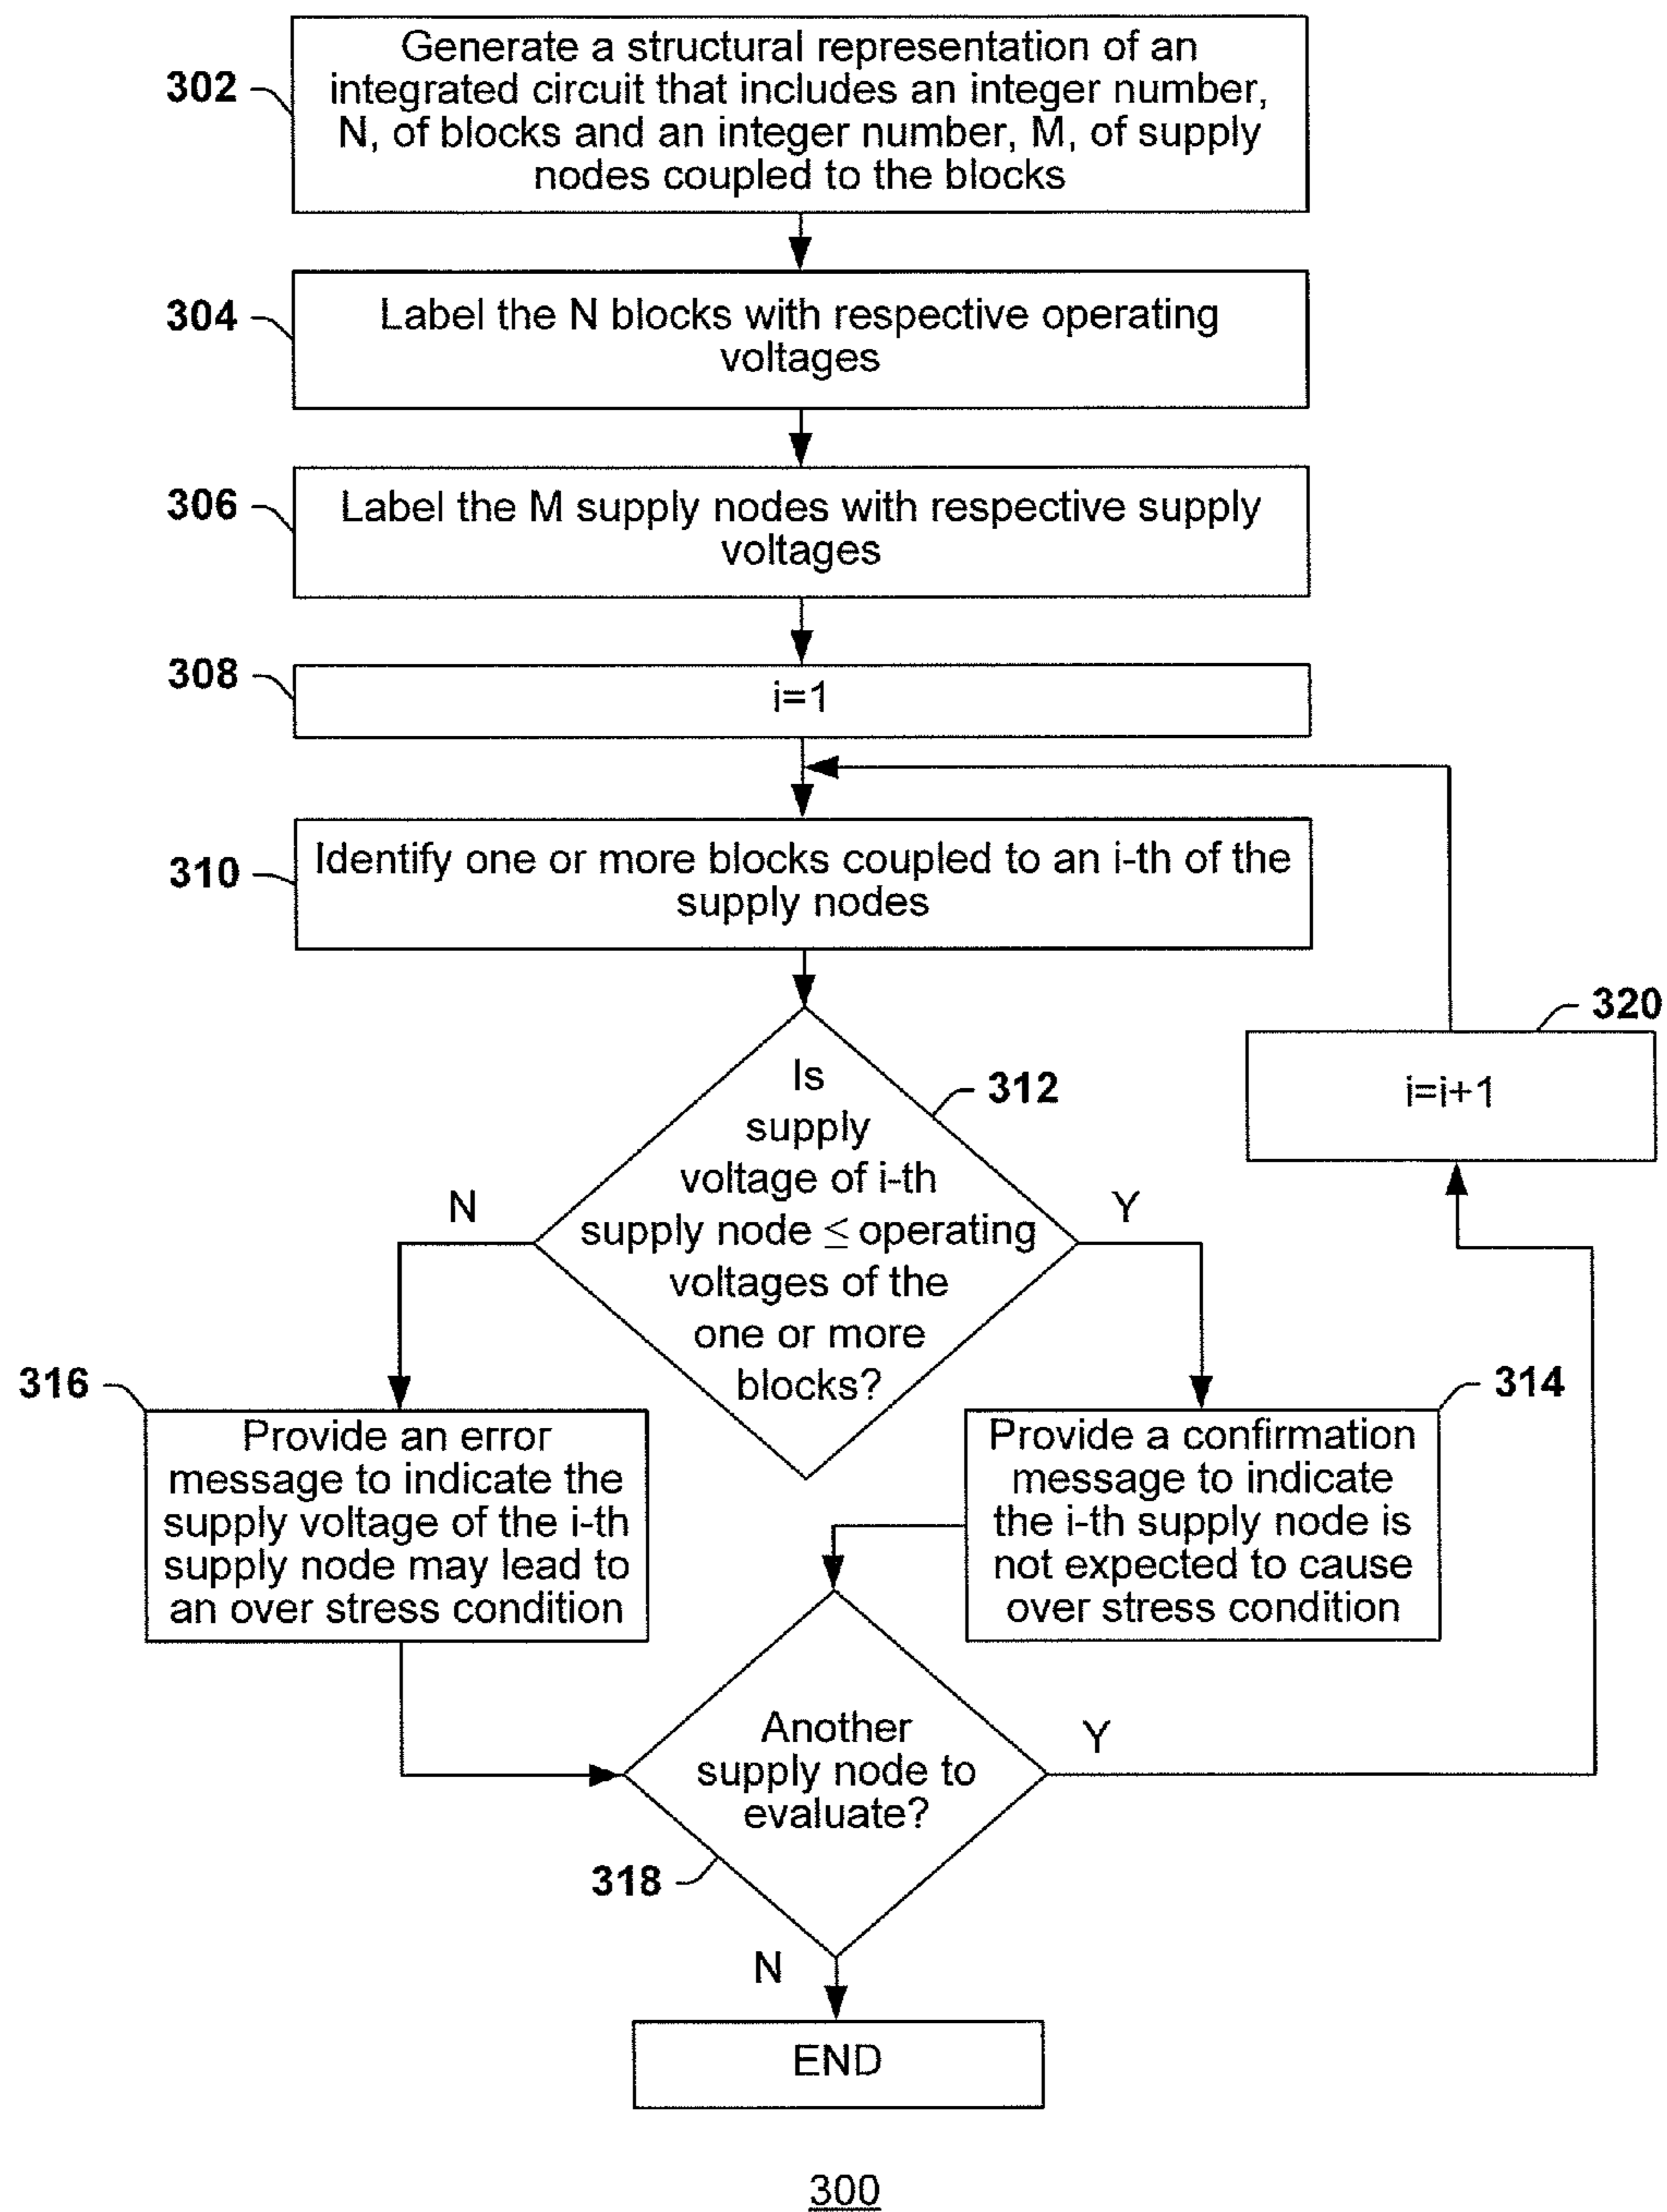 302
Generate a structural representation of an
integrated circuit that includes an integer number,
N, of blocks and an integer number, M, of supply
nodes coupled to the blocks
304
Label the N blocks with respective operating
voltages
306
Label the M supply nodes with respective supply
voltages
308
i=1
310
Identify one or more blocks coupled to an i-th of the
supply nodes
320
i=i+1
312
Is
supply
voltage of i-th
supply node ≤ operating
voltages of the
one or more
blocks?
N
Y
316
Provide an error
message to indicate the
supply voltage of the i-th
supply node may lead to
an over stress condition
314
Provide a confirmation
message to indicate
the i-th supply node is
not expected to cause
over stress condition
Another
supply node to
evaluate?
Y
318
N
END
300